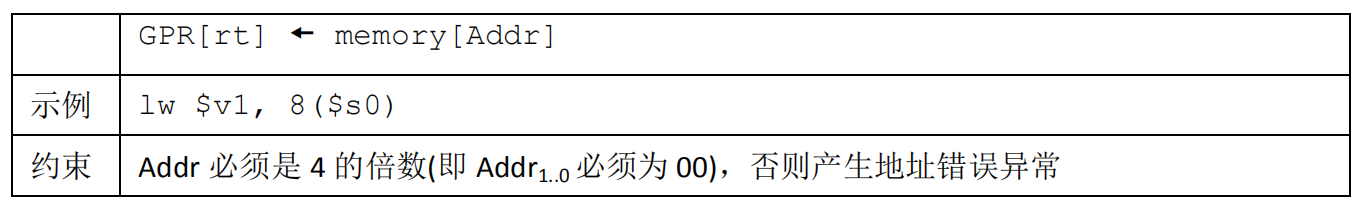 GPR[rt] ← memory[Addr]
示例 lw $v1, 8($s0)
约束 Addr 必须是 4 的倍数(即 Addr1..0 必须为 00)，否则产生地址错误异常